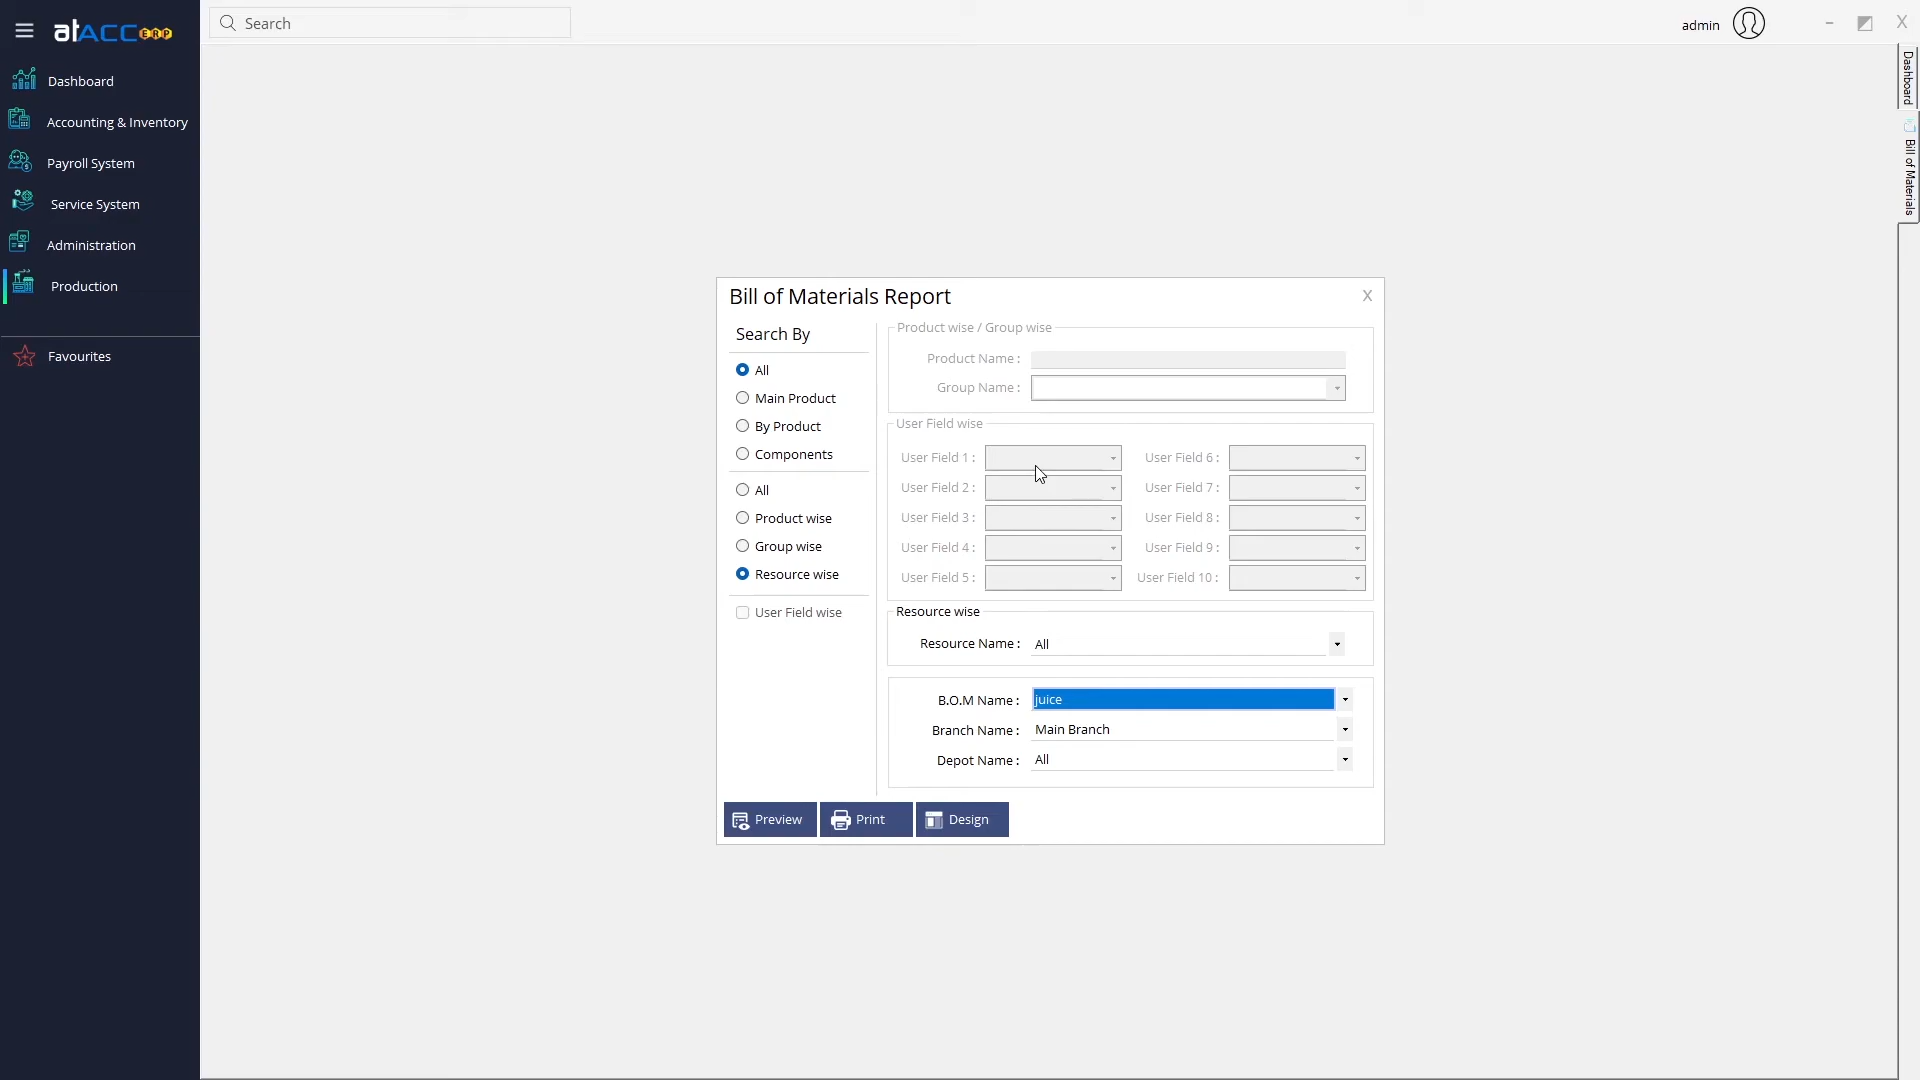 atACC ERP
Search
admin
X
Dashboard
Accounting & Inventory
Payroll System
Service System
Administration
Production
Favourites
Dashboard
Bill of Materials
Bill of Materials Report
X
Search By
All
Main Product
By Product
Components
All
Product wise
Group wise
Resource wise
User Field wise
Product wise / Group wise
Product Name :
Group Name :
User Field wise
User Field 1 :
User Field 6 :
User Field 2 :
User Field 7 :
User Field 3 :
User Field 8 :
User Field 4 :
User Field 9 :
User Field 5 :
User Field 10 :
Resource wise
Resource Name : All
B.O.M Name : juice
Branch Name : Main Branch
Depot Name : All
Preview
Print
Design